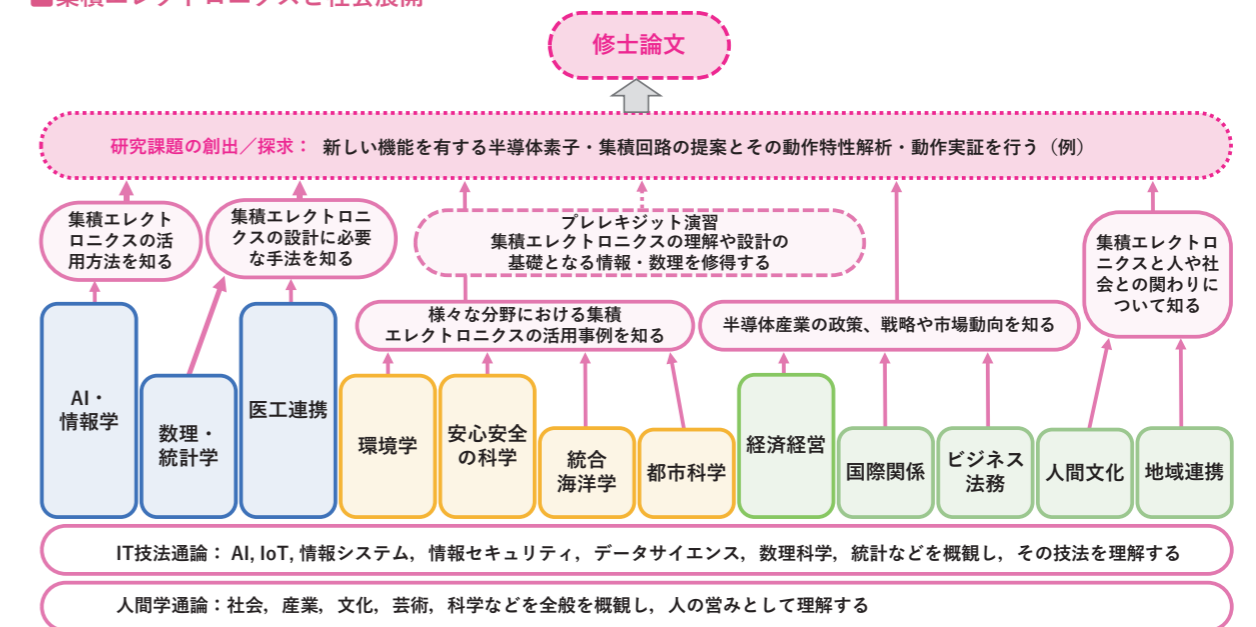 ■集積エレクトロニクスと社会展開
修士論文
研究課題の創出／探求： 新しい機能を有する半導体素子・集積回路の提案とその動作特性解析・動作実証を行う（例）
集積エレクト
ロニクスの活
用方法を知る
集積エレクトロニ
クスの設計に必要
な手法を知る
プレレキジット演習
集積エレクトロニクスの理解や設計の
基礎となる情報・数理を修得する
集積エレクトロ
ニクスと人や社
会との関わりに
ついて知る
様々な分野における集積
エレクトロニクスの活用事例を知る
半導体産業の政策、戦略や市場動向を知る
AI・
情報学
数理・
統計学
医工連携
環境学
安心安全
の科学
統合
海洋学
都市科学
経済経営
国際関係
ビジネス
法務
人間文化
地域連携
IT技法通論： AI, IoT, 情報システム，情報セキュリティ，データサイエンス，数理科学，統計などを概観し，その技法を理解する
人間学通論：社会，産業，文化，芸術，科学などを全般を概観し，人の営みとして理解する